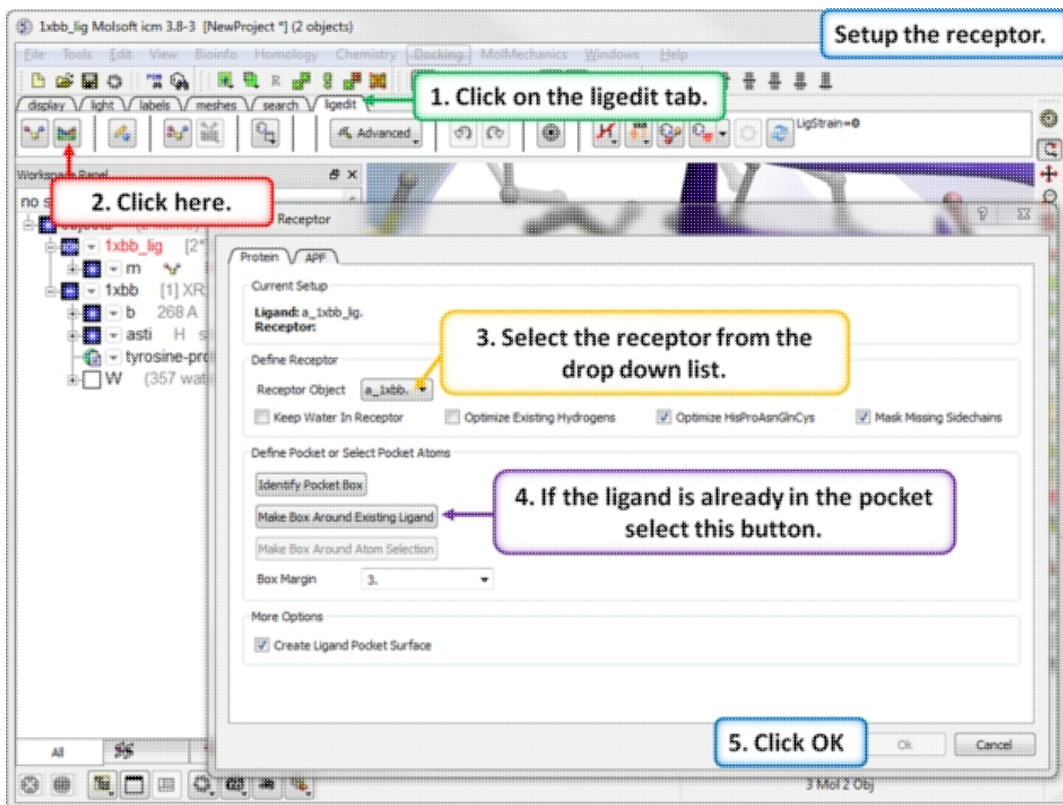 1xbb_lig Molsoft icm 3.8-3 [NewProject *] (2 objects)
Setup the receptor.
File Tools Edit View Bioinfo Homology Chemistry Docking MolMechanics Windows Help
R
1. Click on the ligedit tab.
display light labels meshes search ligedit
Advanced
LigStrain=0
Workspace Panel
2. Click here.
no s
Receptor
1xbb_lig [2*
m
1xbb [1] XR
b 268 A
asti H s
tyrosine-pro
W (357 wate
Protein APF
Current Setup
Ligand: a_1xbb_lig.
Receptor:
3. Select the receptor from the
drop down list.
Define Receptor
Receptor Object a_1xbb.
Keep Water In Receptor Optimize Existing Hydrogens Optimize HisProAsnGlnCys Mask Missing Sidechains
Define Pocket or Select Pocket Atoms
Identify Pocket Box
4. If the ligand is already in the pocket
select this button.
Make Box Around Existing Ligand
Make Box Around Atom Selection
Box Margin 3.
More Options
Create Ligand Pocket Surface
5. Click OK
Ok Cancel
All
3 Mol 2 Obj